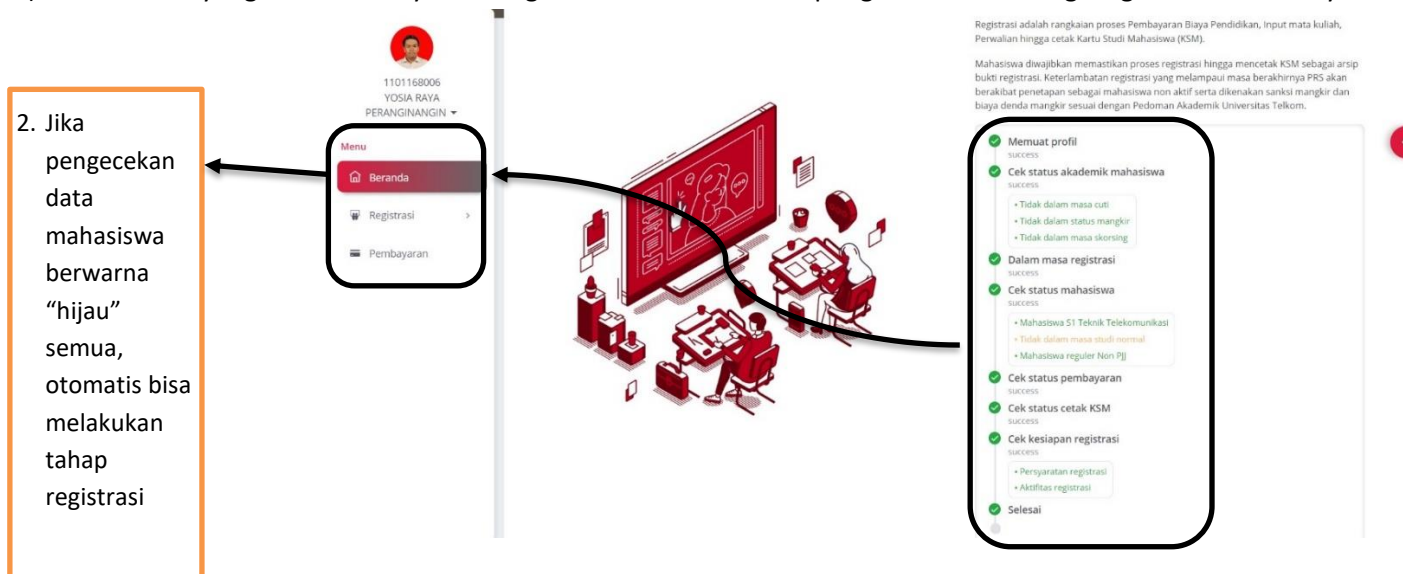 2. Jika
pengecekan
data
mahasiswa
berwarna
“hijau”
semua,
otomatis bisa
melakukan
tahap
registrasi
1101168006
YOSIA RAYA
PERANGINANGIN
Menu
Beranda
Registrasi
Pembayaran
Registrasi adalah rangkaian proses Pembayaran Biaya Pendidikan, Input mata kuliah,
Perwalian hingga cetak Kartu Studi Mahasiswa (KSM).
Mahasiswa diwajibkan memastikan proses registrasi hingga mencetak KSM sebagai arsip
bukti registrasi. Keterlambatan registrasi yang melampaui masa berakhirnya PRS akan
berakibat penetapan sebagai mahasiswa non aktif serta dikenakan sanksi mangkir dan
biaya denda mangkir sesuai dengan Pedoman Akademik Universitas Telkom.
Memuat profil
success
Cek status akademik mahasiswa
success
• Tidak dalam masa cuti
• Tidak dalam status mangkir
• Tidak dalam masa skorsing
Dalam masa registrasi
success
Cek status mahasiswa
success
• Mahasiswa S1 Teknik Telekomunikasi
• Tidak dalam masa studi normal
• Mahasiswa reguler Non PJJ
Cek status pembayaran
success
Cek status cetak KSM
success
Cek kesiapan registrasi
success
• Persyaratan registrasi
• Aktifitas registrasi
Selesai